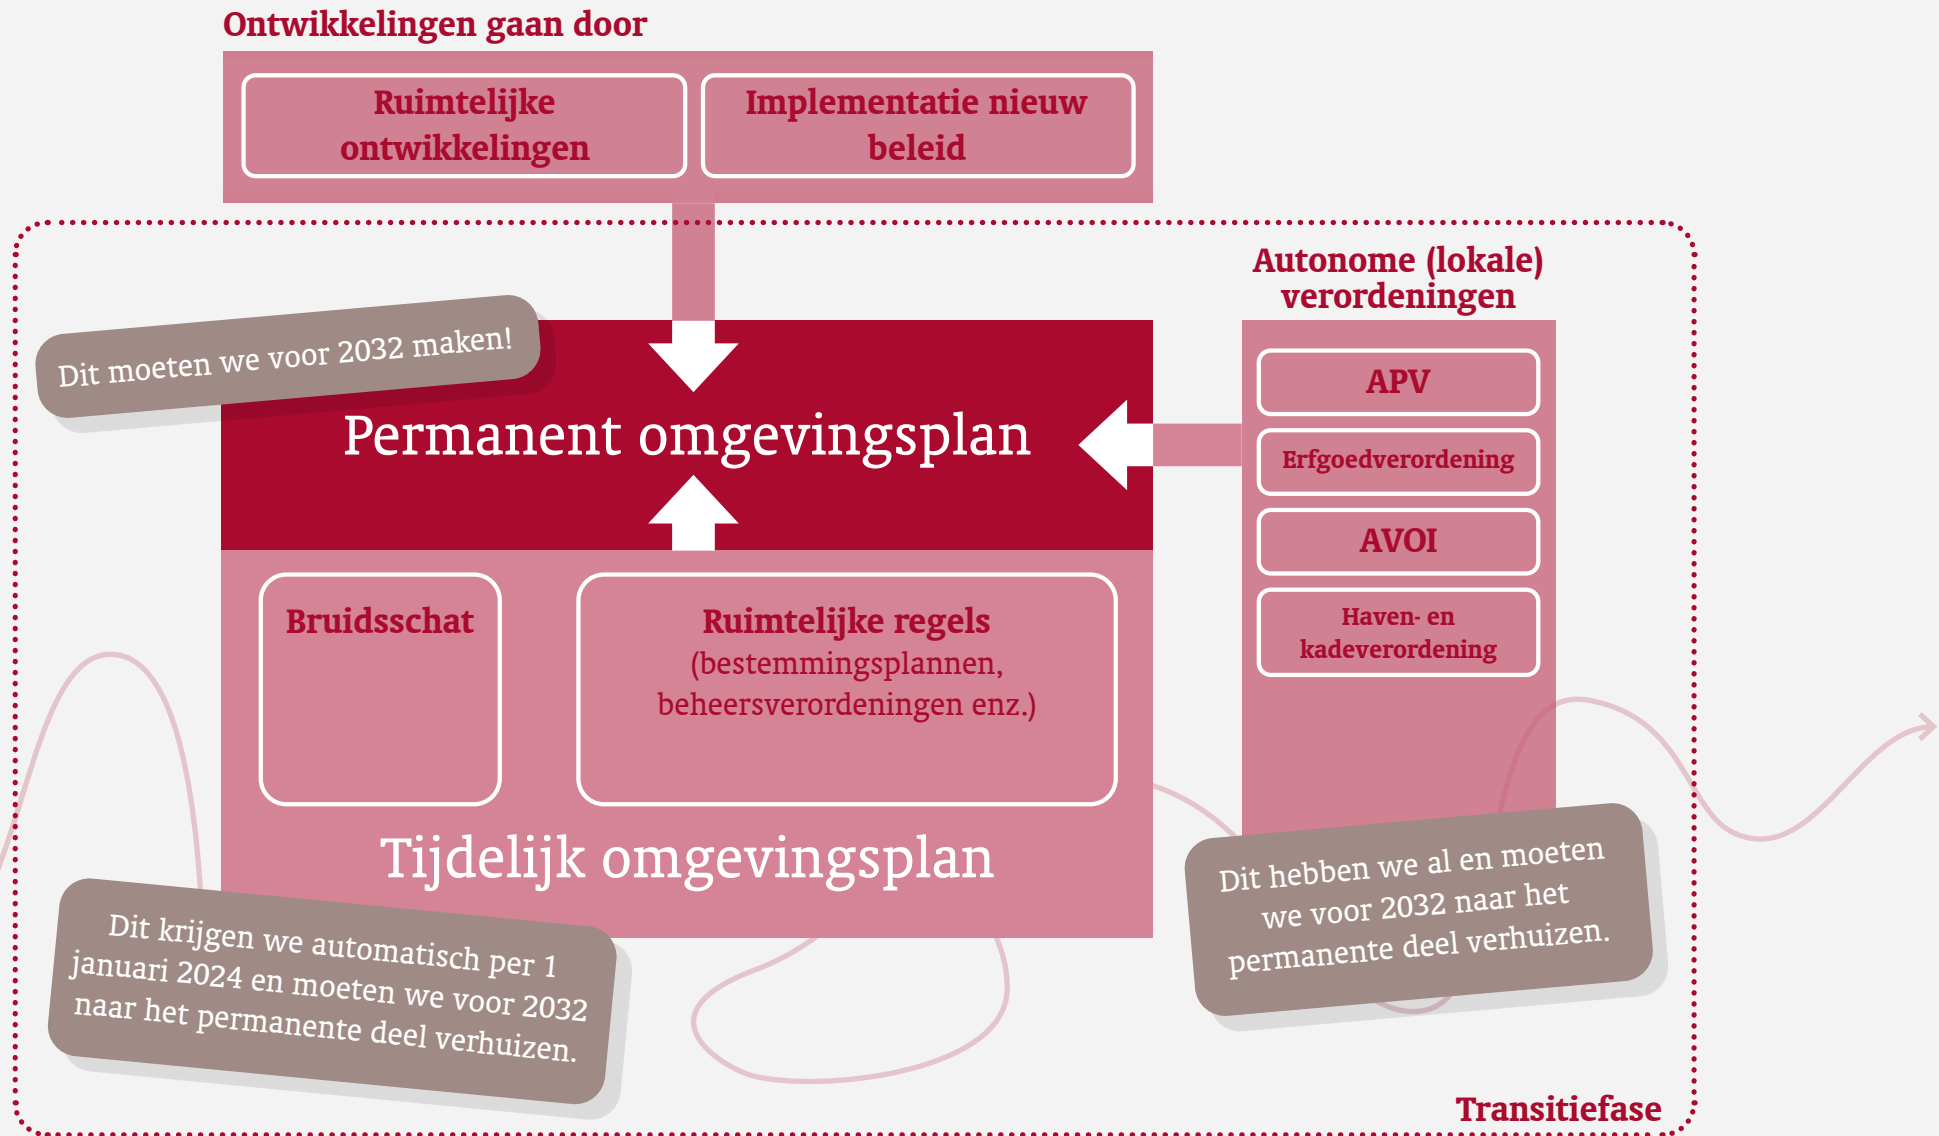 Ontwikkelingen gaan door
Ruimtelijke
ontwikkelingen
Implementatie nieuw
beleid
Autonome (lokale)
verordeningen
Dit moeten we voor 2032 maken!
Permanent omgevingsplan
APV
Erfgoedverordening
AVOI
Haven- en
kadeverordening
Bruidsschat
Ruimtelijke regels
(bestemmingsplannen,
beheersverordeningen enz.)
Tijdelijk omgevingsplan
Dit krijgen we automatisch per 1
januari 2024 en moeten we voor 2032
naar het permanente deel verhuizen.
Dit hebben we al en moeten
we voor 2032 naar het
permanente deel verhuizen.
Transitiefase